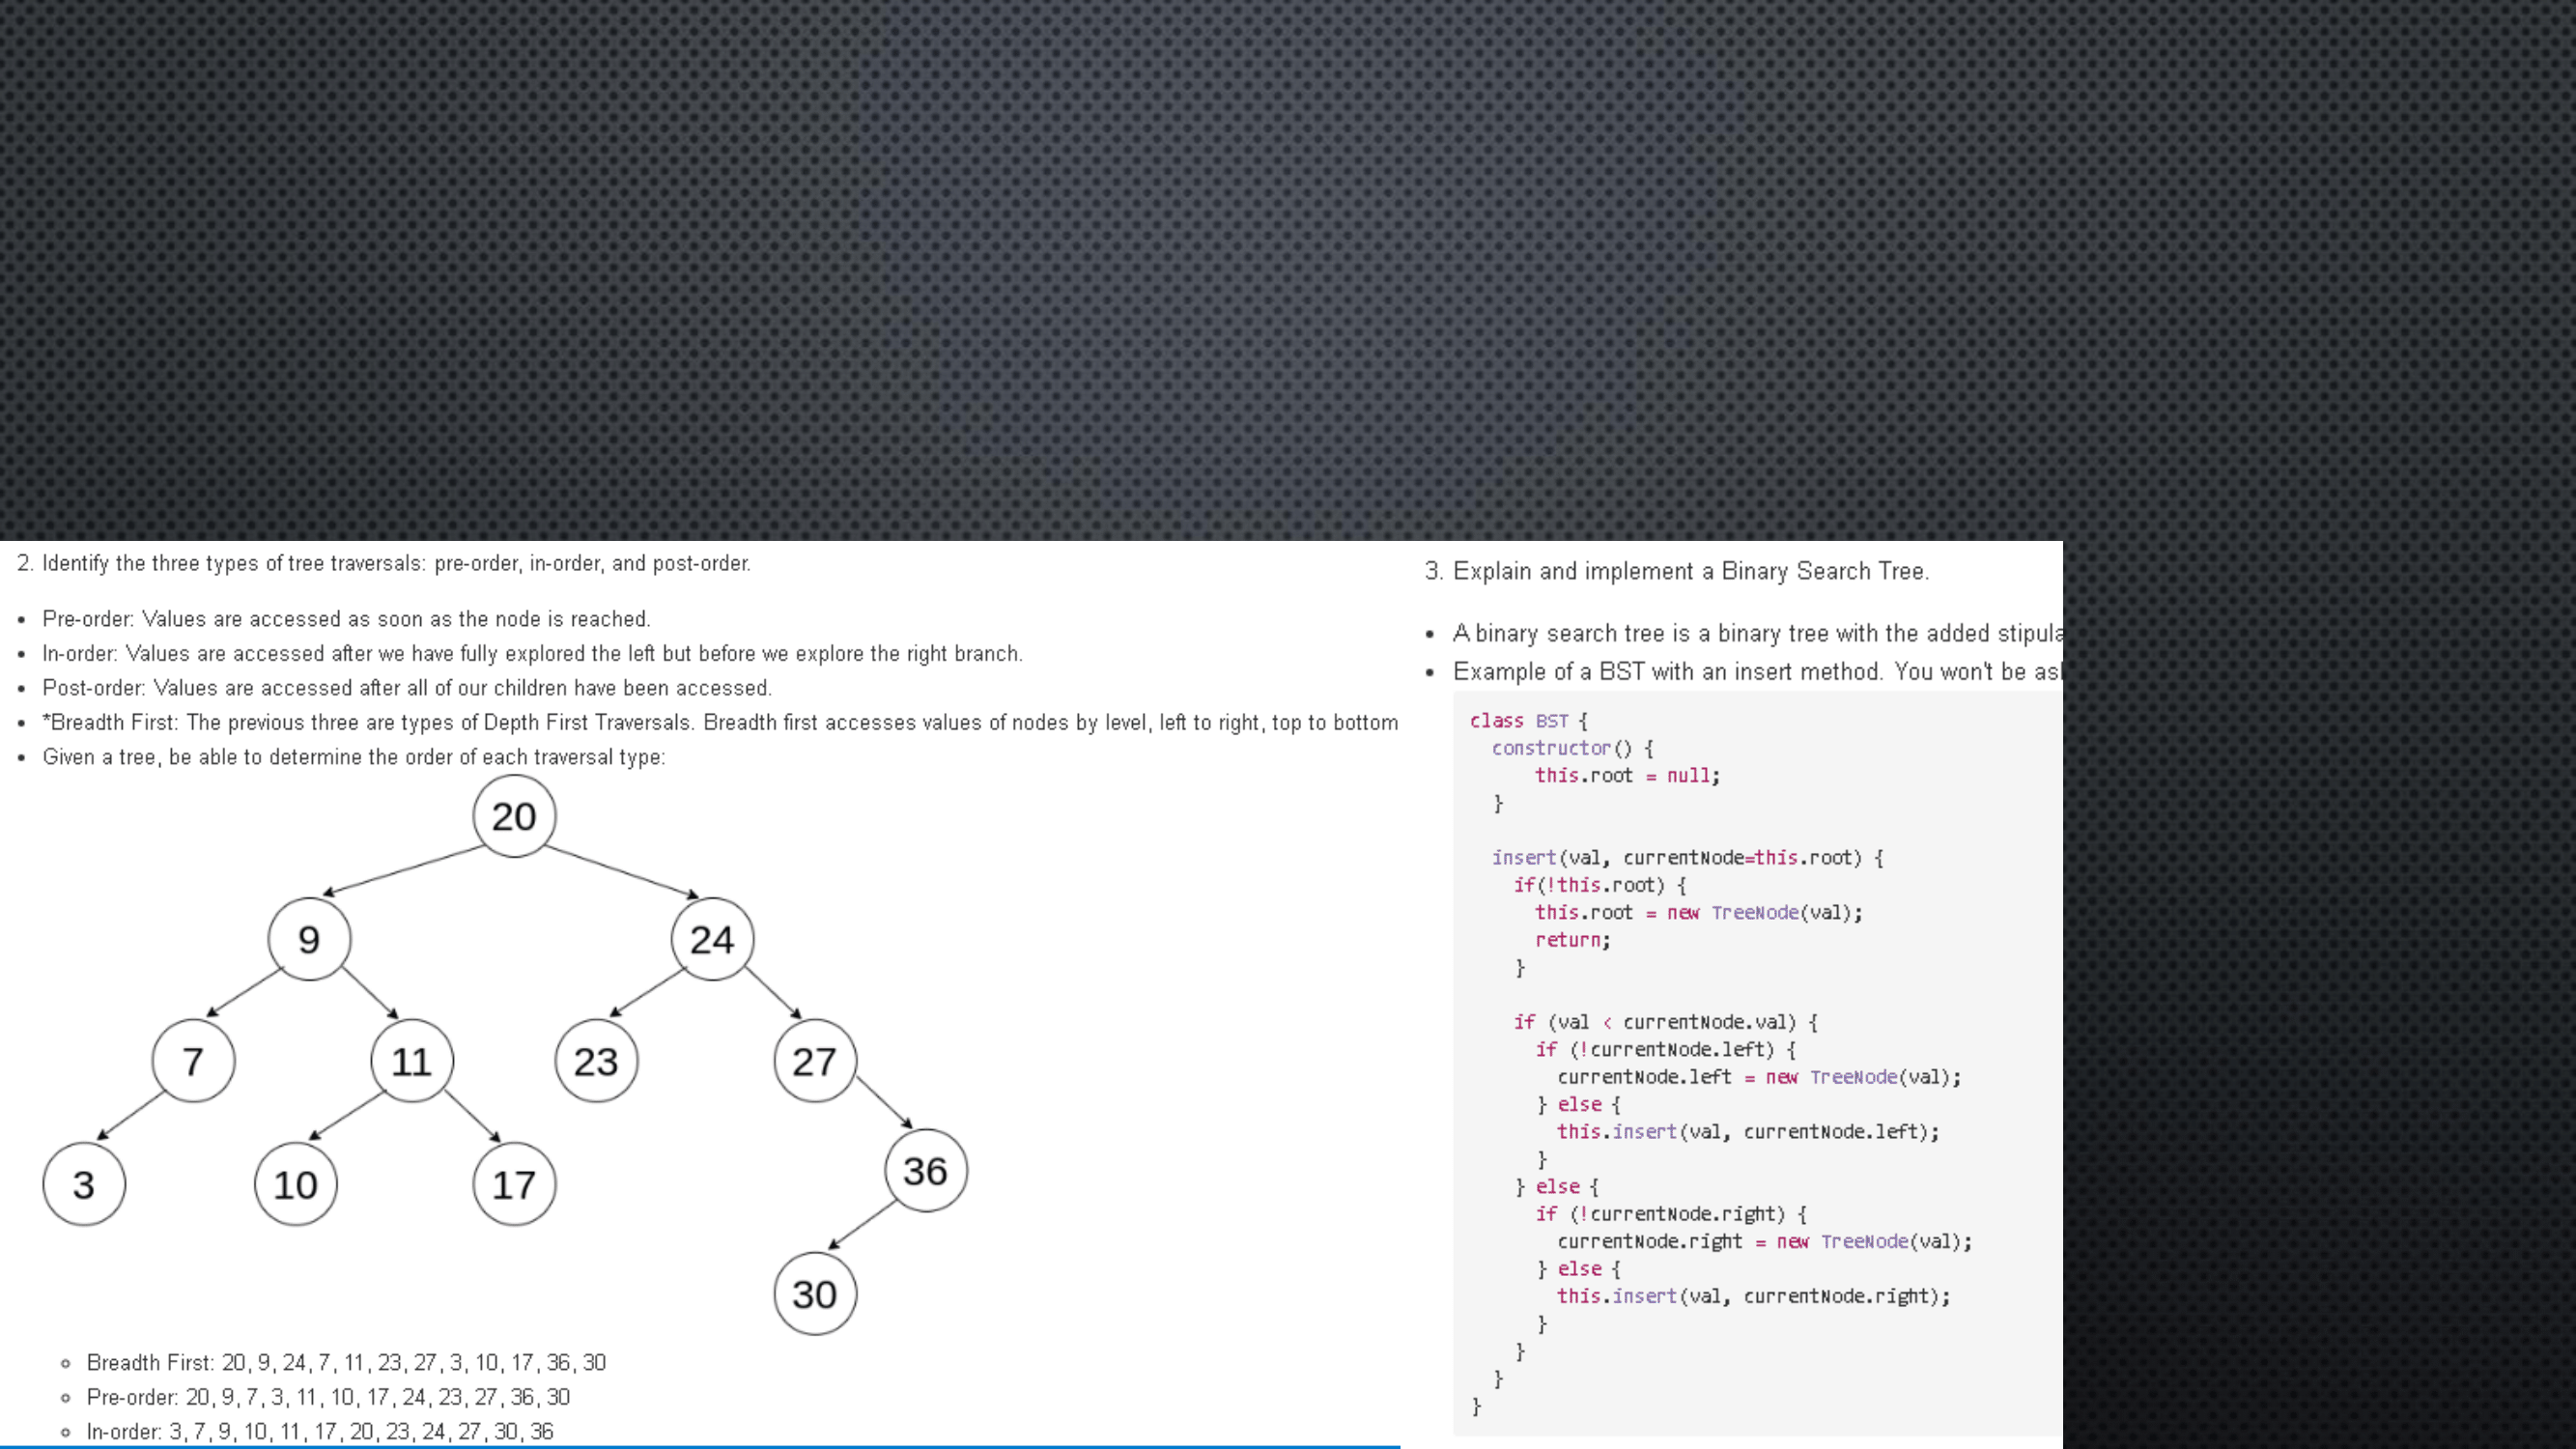 2. Identify the three types of tree traversals: pre-order, in-order, and post-order.
• Pre-order: Values are accessed as soon as the node is reached.
• In-order: Values are accessed after we have fully explored the left but before we explore the right branch.
• Post-order: Values are accessed after all of our children have been accessed.
• *Breadth First: The previous three are types of Depth First Traversals. Breadth first accesses values of nodes by level, left to right, top to bottom
• Given a tree, be able to determine the order of each traversal type:
20
9 24
7 11 23 27
3 10 17 36
30
◦ Breadth First: 20, 9, 24, 7, 11, 23, 27, 3, 10, 17, 36, 30
◦ Pre-order: 20, 9, 7, 3, 11, 10, 17, 24, 23, 27, 36, 30
◦ In-order: 3, 7, 9, 10, 11, 17, 20, 23, 24, 27, 30, 36
3. Explain and implement a Binary Search Tree.
• A binary search tree is a binary tree with the added
• Example of a BST with an insert method. You won't be
class BST {
constructor() {
this.root = null;
}
insert(val, currentNode=this.root) {
if(!this.root) {
this.root = new TreeNode(val);
return;
}
if (val < currentNode.val) {
if (!currentNode.left) {
currentNode.left = new TreeNode(val);
} else {
this.insert(val, currentNode.left);
}
} else {
if (!currentNode.right) {
currentNode.right = new TreeNode(val);
} else {
this.insert(val, currentNode.right);
}
}
}
}